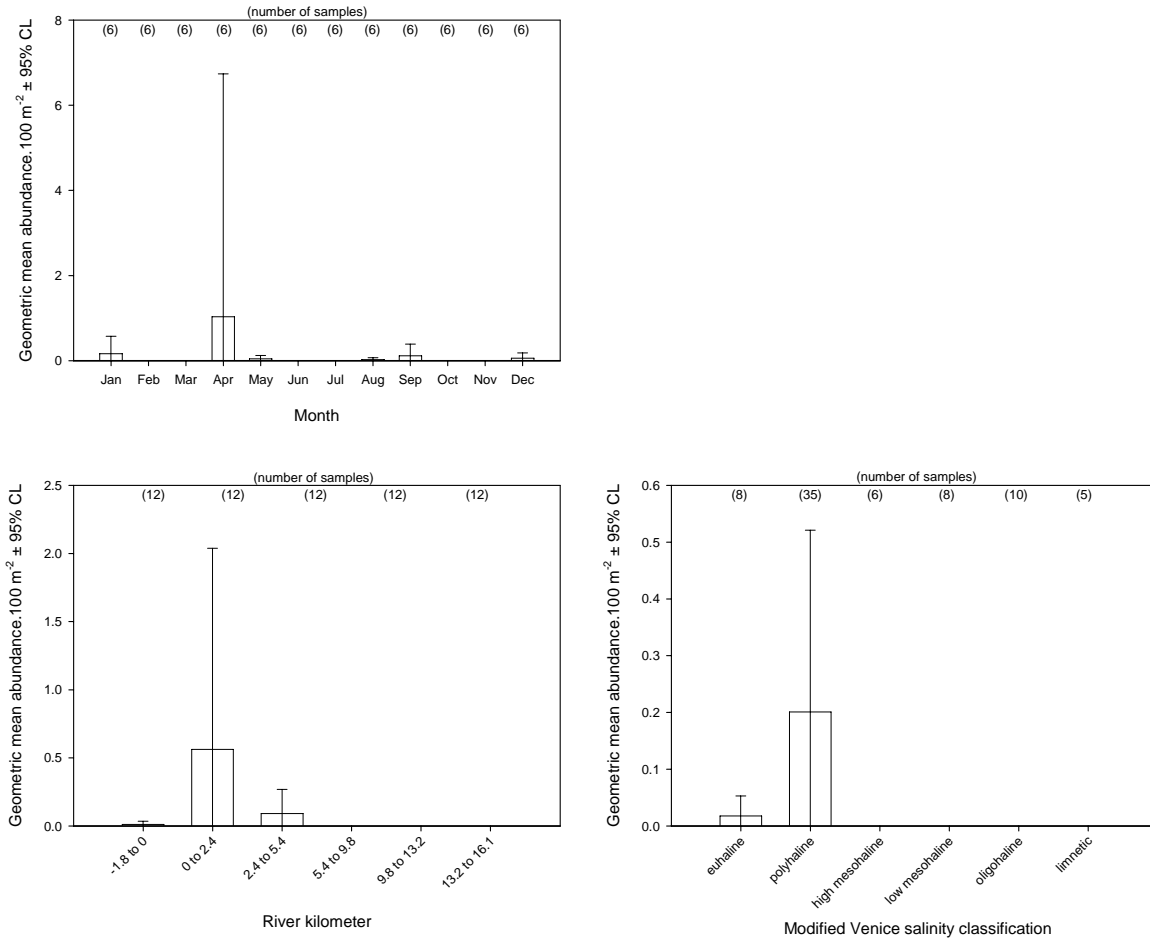 (number of samples)
8
(6) (6) (6) (6) (6) (6) (6) (6) (6) (6) (6) (6)
6
4
2
0
Geometric mean abundance.100 m⁻² ± 95% CL
Jan Feb Mar Apr May Jun Jul Aug Sep Oct Nov Dec
Month
(number of samples)
2.5
(12) (12) (12) (12) (12)
2.0
1.5
1.0
0.5
0.0
Geometric mean abundance.100 m⁻² ± 95% CL
-1.8 to 0
0 to 2.4
2.4 to 5.4
5.4 to 9.8
9.8 to 13.2
13.2 to 16.1
River kilometer
(number of samples)
0.6
(8) (35) (6) (8) (10) (5)
0.5
0.4
0.3
0.2
0.1
0.0
Geometric mean abundance.100 m⁻² ± 95% CL
euhaline
polyhaline
high mesohaline
low mesohaline
oligohaline
limnetic
Modified Venice salinity classification